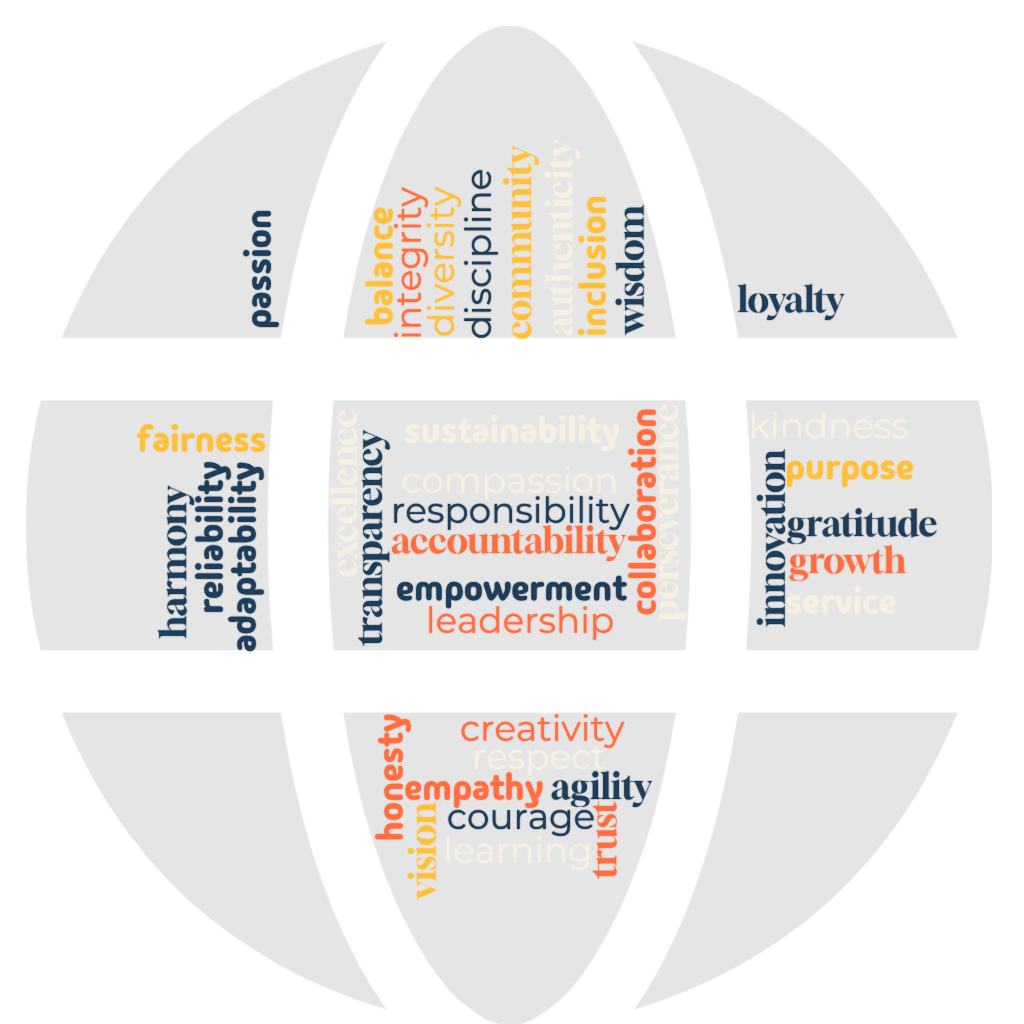 passion
balance
integrity
diversity
discipline
community
authenticity
inclusion
wisdom
loyalty
fairness
harmony
reliability
adaptability
excellence
transparency
sustainability
compassion
responsibility
accountability
empowerment
leadership
collaboration
perseverance
kindness
innovation
purpose
gratitude
growth
service
honesty
creativity
respect
empathy
agility
vision
courage
learning
trust